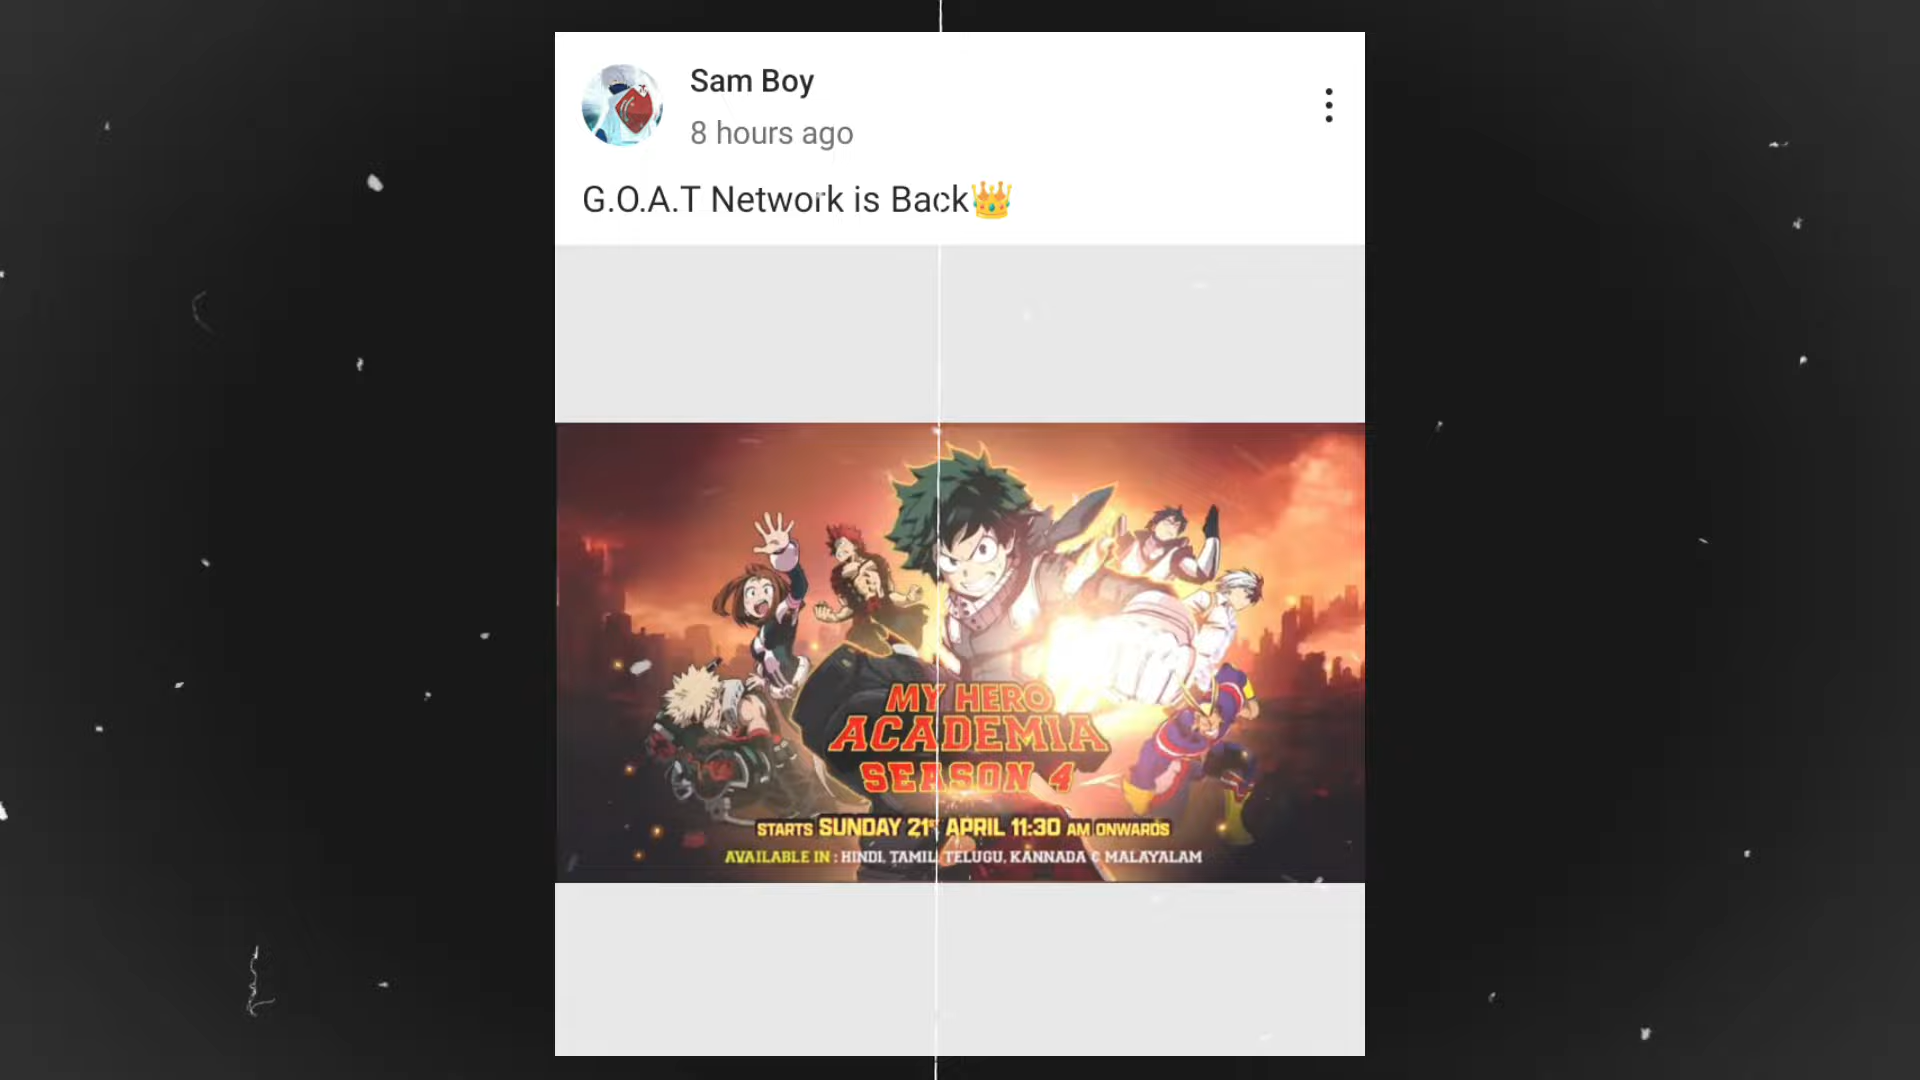 Sam Boy
8 hours ago
G.O.A.T Network is Back👑
MY HERO
ACADEMIA
SEASON 4
STARTS SUNDAY 21ST APRIL 11:30 AM ONWARDS
AVAILABLE IN : HINDI, TAMIL, TELUGU, KANNADA & MALAYALAM